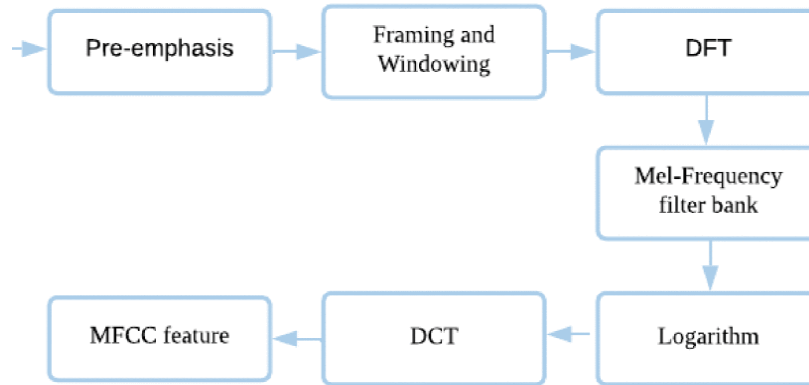 Pre-emphasis
Framing and
Windowing
DFT
Mel-Frequency
filter bank
Logarithm
DCT
MFCC feature